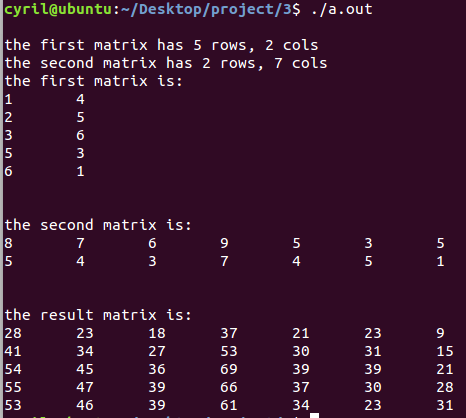 cyril@ubuntu:~/Desktop/project/3$ ./a.out
the first matrix has 5 rows, 2 cols
the second matrix has 2 rows, 7 cols
the first matrix is:
1 4
2 5
3 6
5 3
6 1
the second matrix is:
8 7 6 9 5 3 5
5 4 3 7 4 5 1
the result matrix is:
28 23 18 37 21 23 9
41 34 27 53 30 31 15
54 45 36 69 39 39 21
55 47 39 66 37 30 28
53 46 39 61 34 23 31